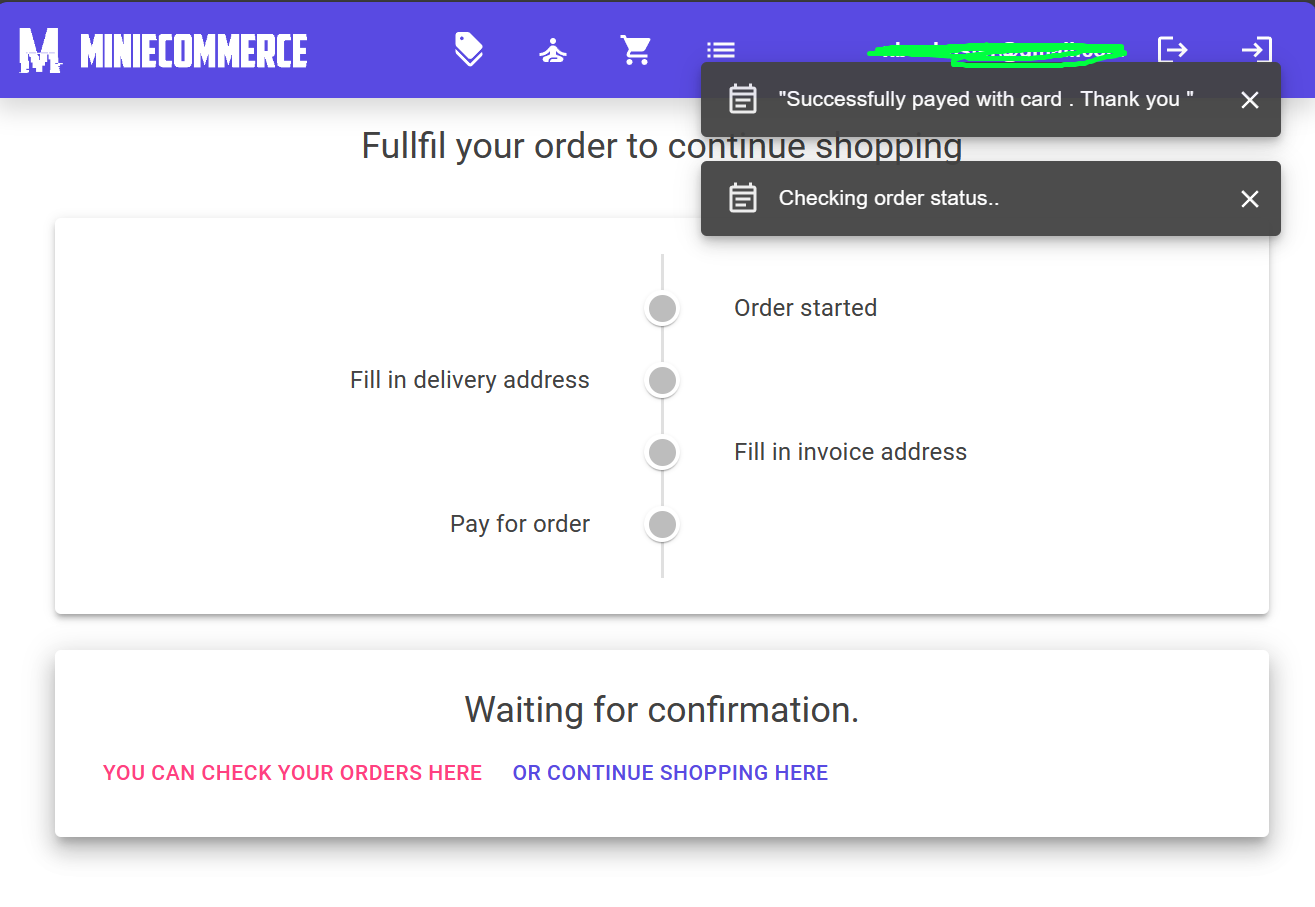 MINIECOMMERCE
"Successfully payed with card . Thank you "
Fullfil your order to continue shopping
Checking order status..
Order started
Fill in delivery address
Fill in invoice address
Pay for order
Waiting for confirmation.
YOU CAN CHECK YOUR ORDERS HERE OR CONTINUE SHOPPING HERE